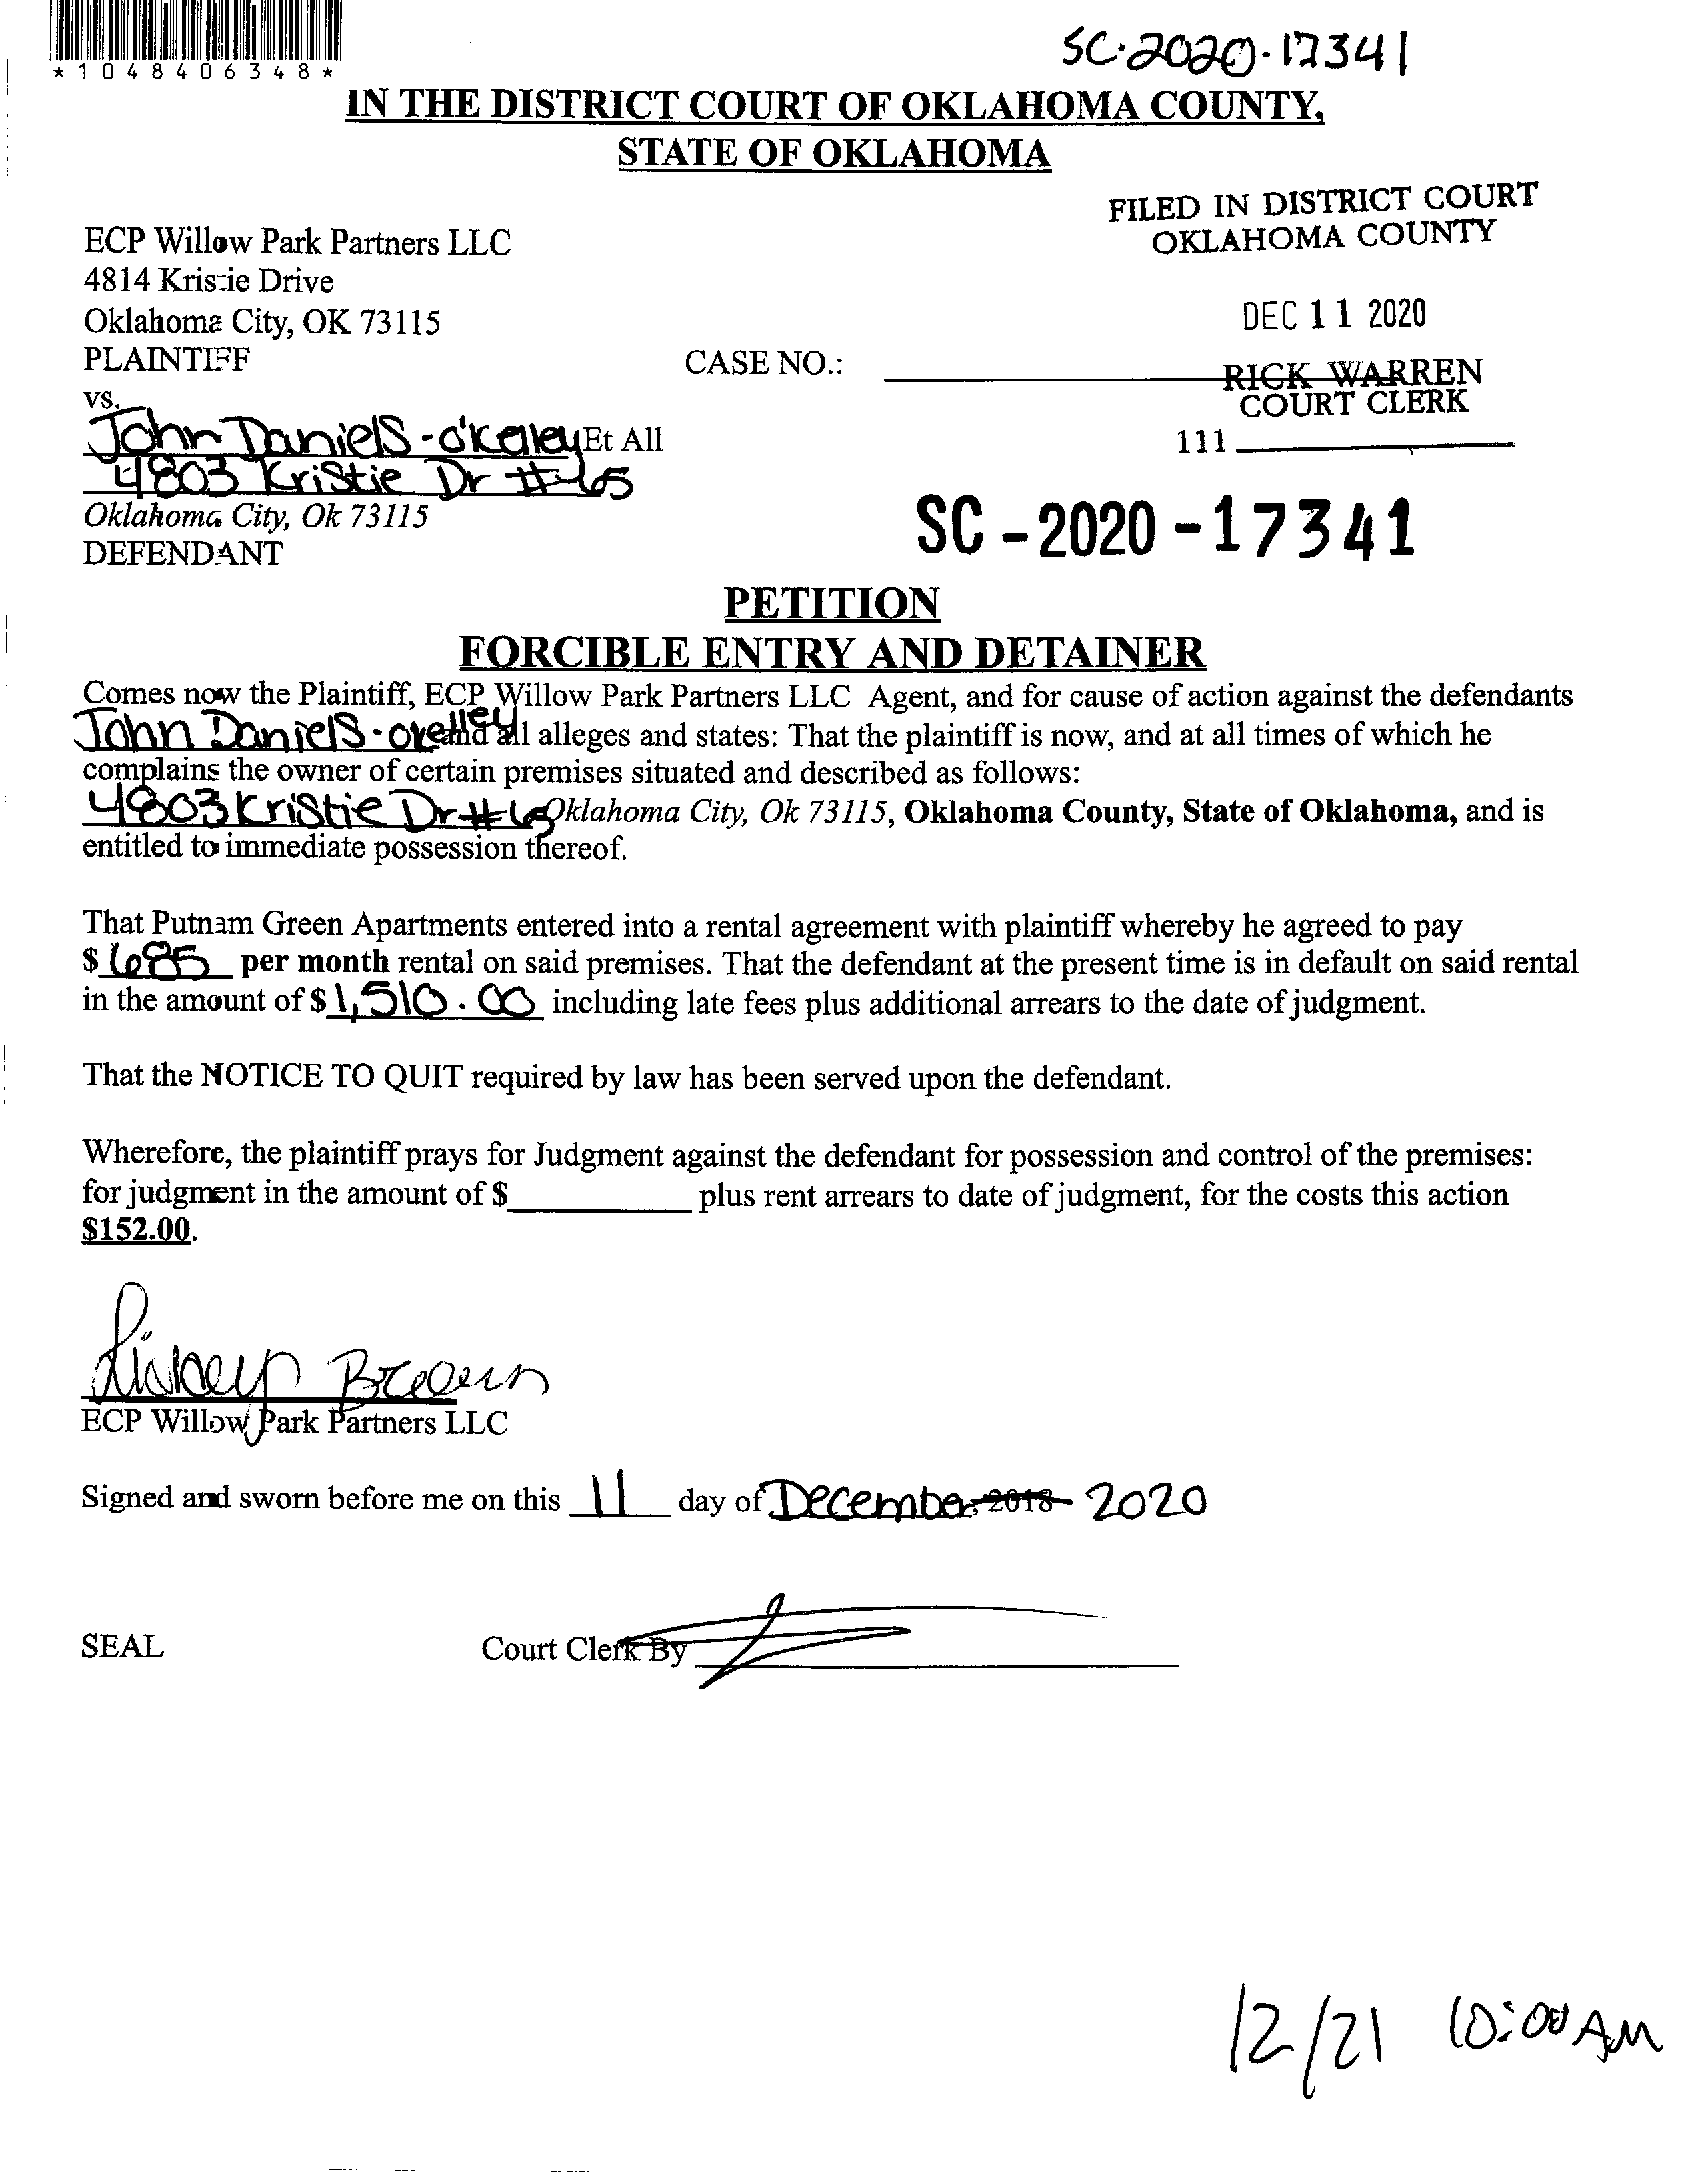 *1048406348*
SC-2020-17341
IN THE DISTRICT COURT OF OKLAHOMA COUNTY,
STATE OF OKLAHOMA
FILED IN DISTRICT COURT
OKLAHOMA COUNTY
ECP Willow Park Partners LLC
4814 Kristie Drive
Oklahoma City, OK 73115
DEC 11 2020
PLAINTIFF
CASE NO.:
RICK WARREN
COURT CLERK
vs.
John Daniels-o'kelley Et All
111
4803 Kristie Dr #65
Oklahoma City, Ok 73115
SC-2020-17341
DEFENDANT
PETITION
FORCIBLE ENTRY AND DETAINER
Comes now the Plaintiff, ECP Willow Park Partners LLC Agent, and for cause of action against the defendants
John Daniels-okelley and all alleges and states: That the plaintiff is now, and at all times of which he
complains the owner of certain premises situated and described as follows:
4803 Kristie Dr #65 Oklahoma City, Ok 73115, Oklahoma County, State of Oklahoma, and is
entitled to immediate possession thereof.
That Putnam Green Apartments entered into a rental agreement with plaintiff whereby he agreed to pay
$ 685 per month rental on said premises. That the defendant at the present time is in default on said rental
in the amount of $ 1,510.00 including late fees plus additional arrears to the date of judgment.
That the NOTICE TO QUIT required by law has been served upon the defendant.
Wherefore, the plaintiff prays for Judgment against the defendant for possession and control of the premises:
for judgment in the amount of $ plus rent arrears to date of judgment, for the costs this action
$152.00.
ECP Willow Park Partners LLC
Signed and sworn before me on this 11 day of December, 2018 2020
SEAL
Court Clerk By
12/21 10:00 AM